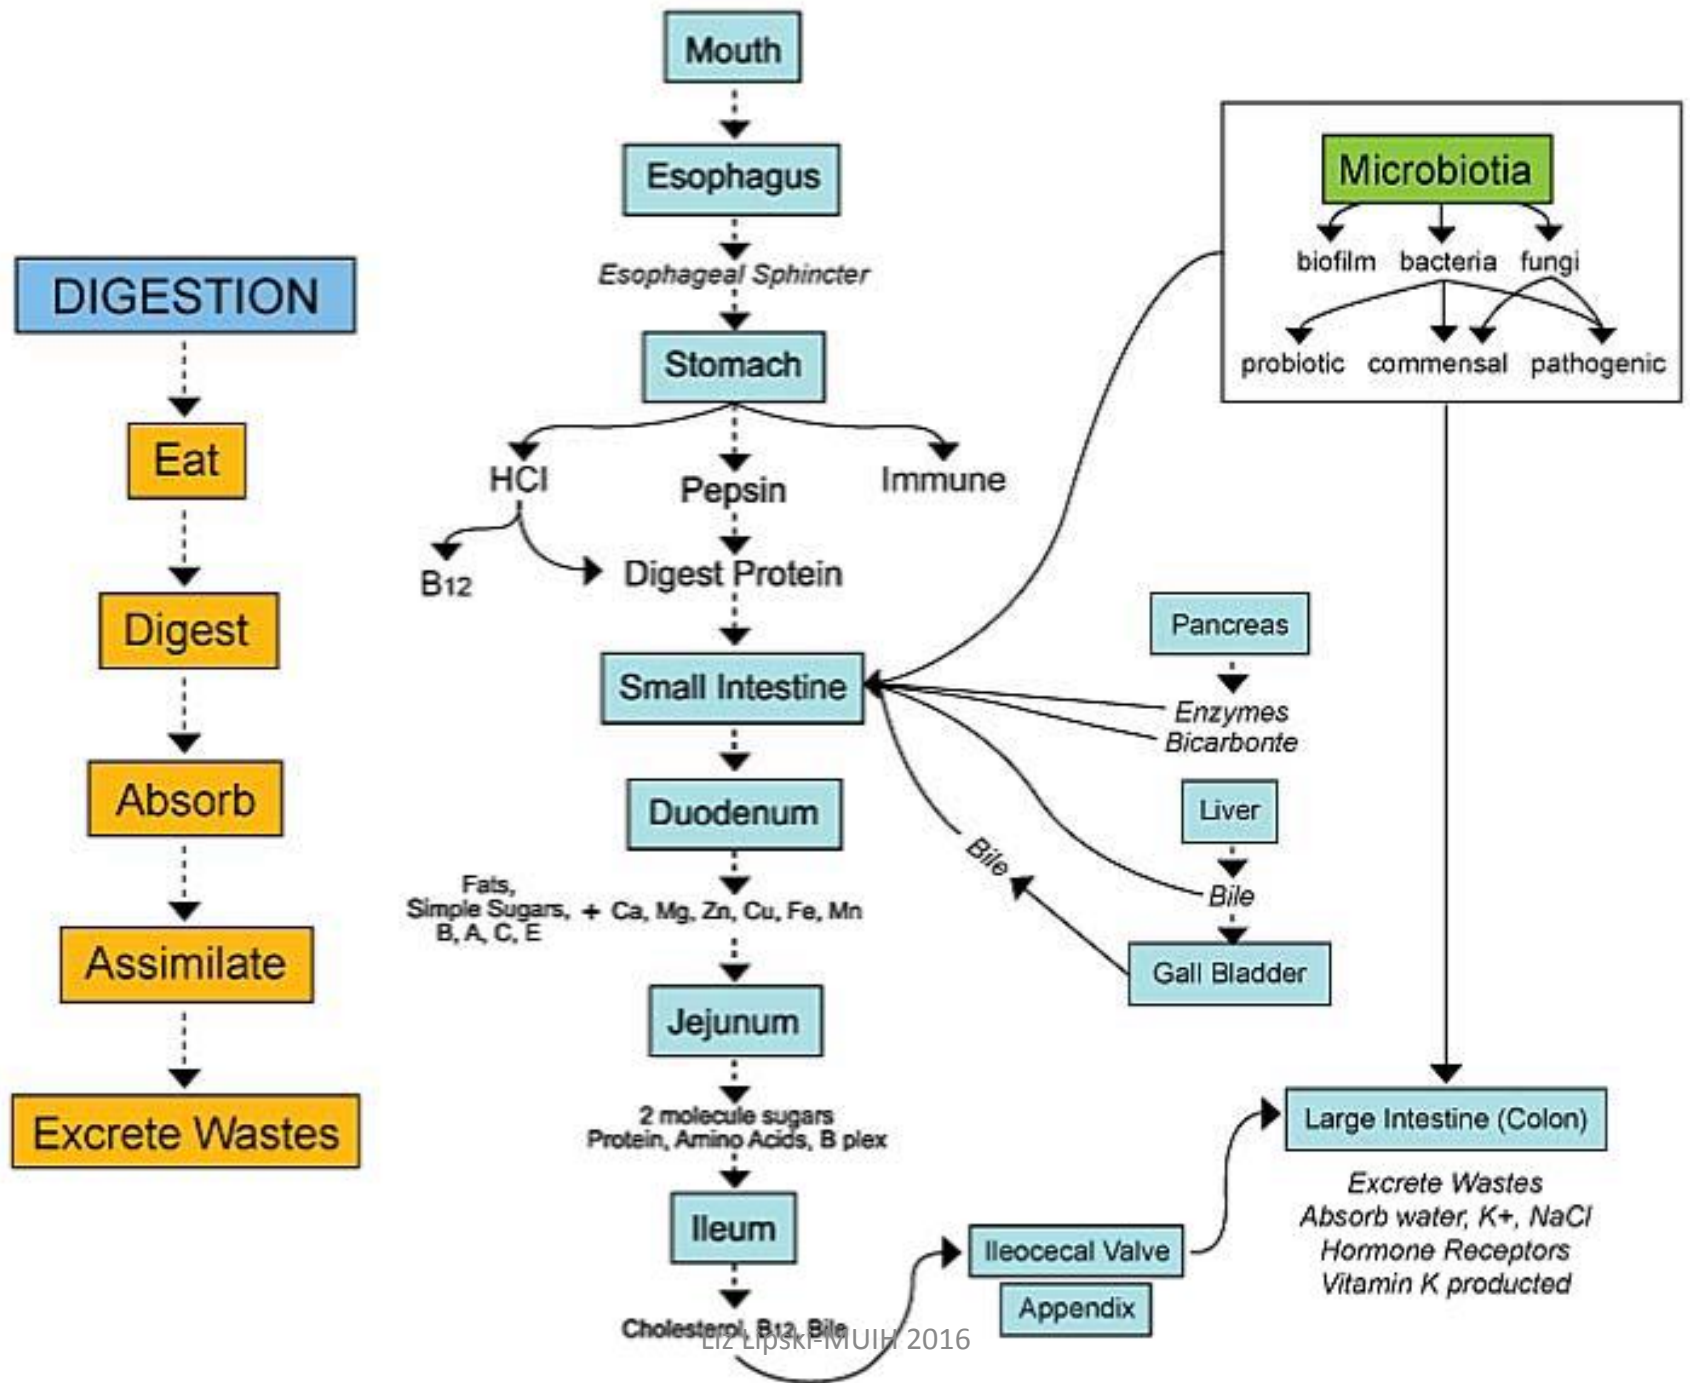 DIGESTION
Eat
Digest
Absorb
Assimilate
Excrete Wastes
Mouth
Esophagus
Esophageal Sphincter
Stomach
HCl
Pepsin
Immune
B12
Digest Protein
Small Intestine
Duodenum
Fats,
Simple Sugars, + Ca, Mg, Zn, Cu, Fe, Mn
B, A, C, E
Jejunum
2 molecule sugars
Protein, Amino Acids, B plex
Ileum
Cholesterol, B12, Bile
Liz Lipski-MUIH 2016
Microbiotia
biofilm bacteria fungi
probiotic commensal pathogenic
Pancreas
Enzymes
Bicarbonte
Liver
Bile
Bile
Gall Bladder
Ileocecal Valve
Appendix
Large Intestine (Colon)
Excrete Wastes
Absorb water, K+, NaCl
Hormone Receptors
Vitamin K producted